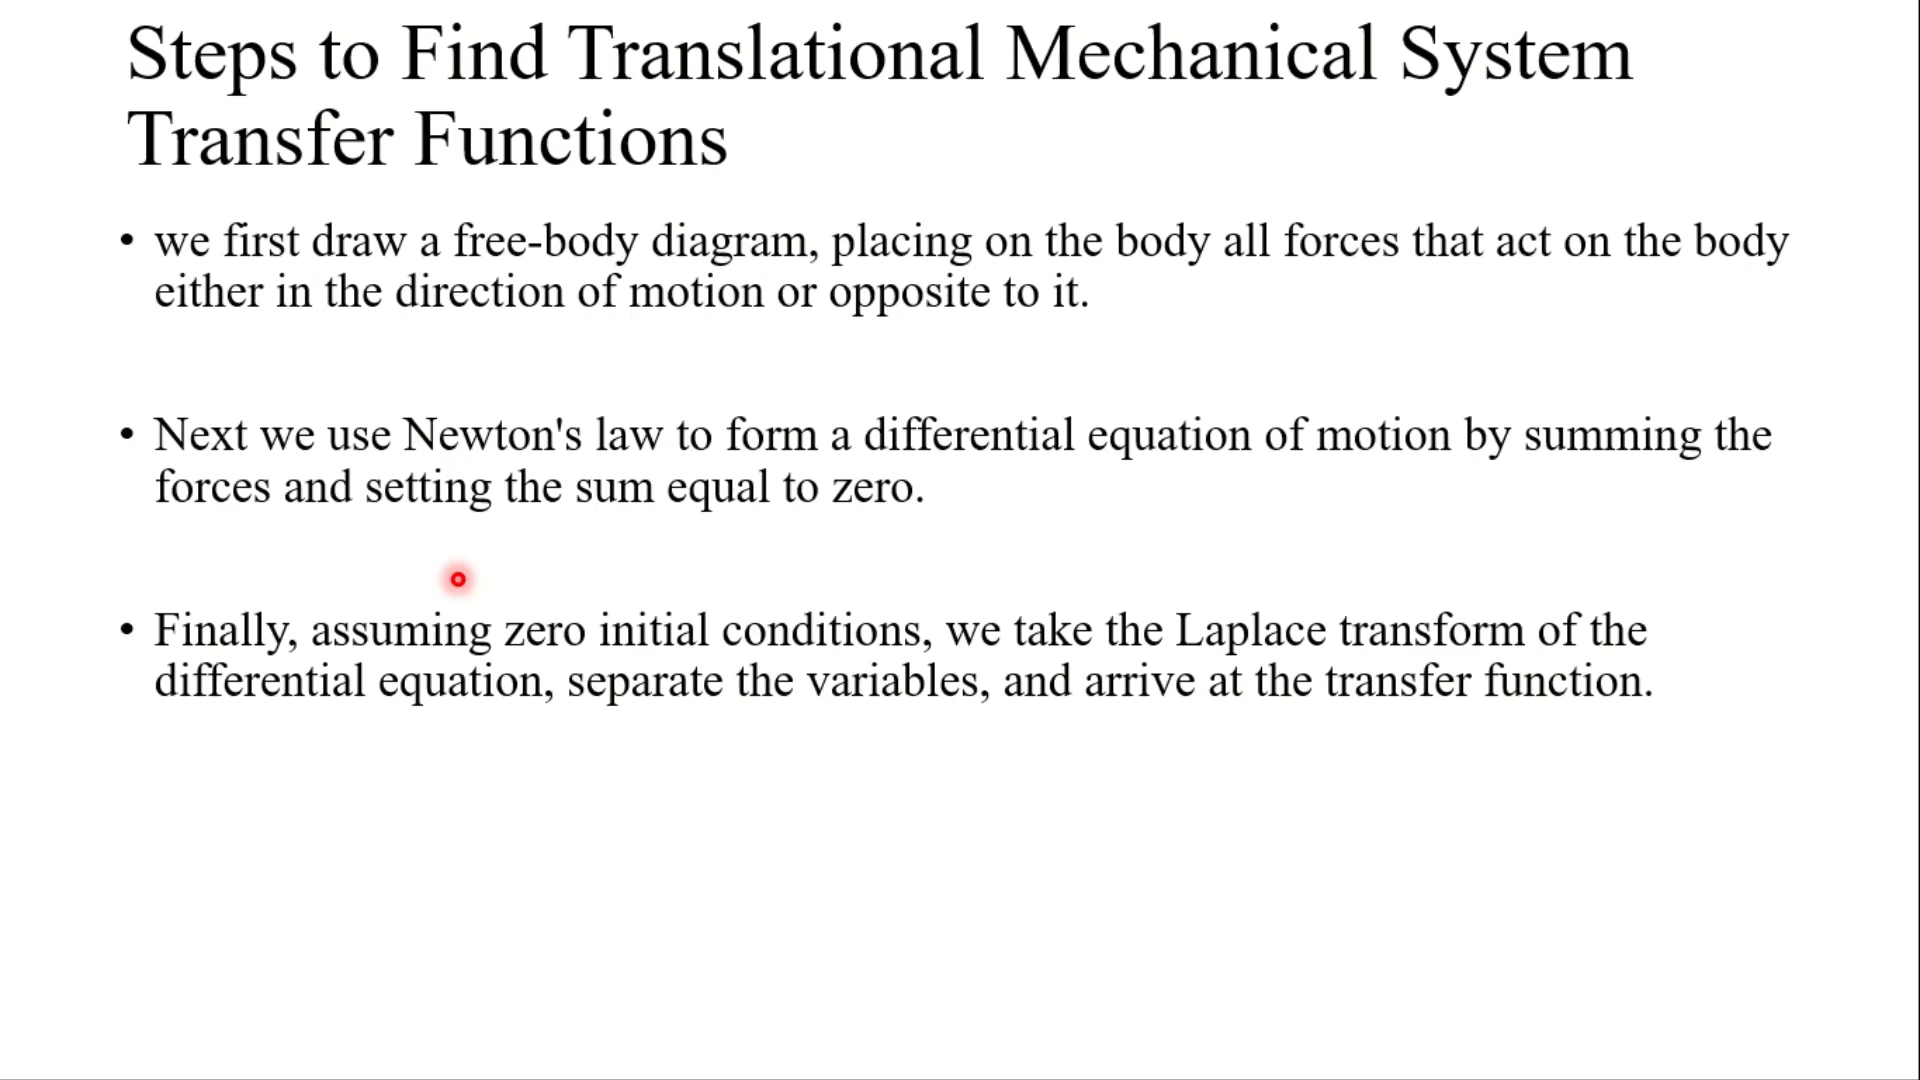 Steps to Find Translational Mechanical System
Transfer Functions
• we first draw a free-body diagram, placing on the body all forces that act on the body
either in the direction of motion or opposite to it.
• Next we use Newton's law to form a differential equation of motion by summing the
forces and setting the sum equal to zero.
• Finally, assuming zero initial conditions, we take the Laplace transform of the
differential equation, separate the variables, and arrive at the transfer function.